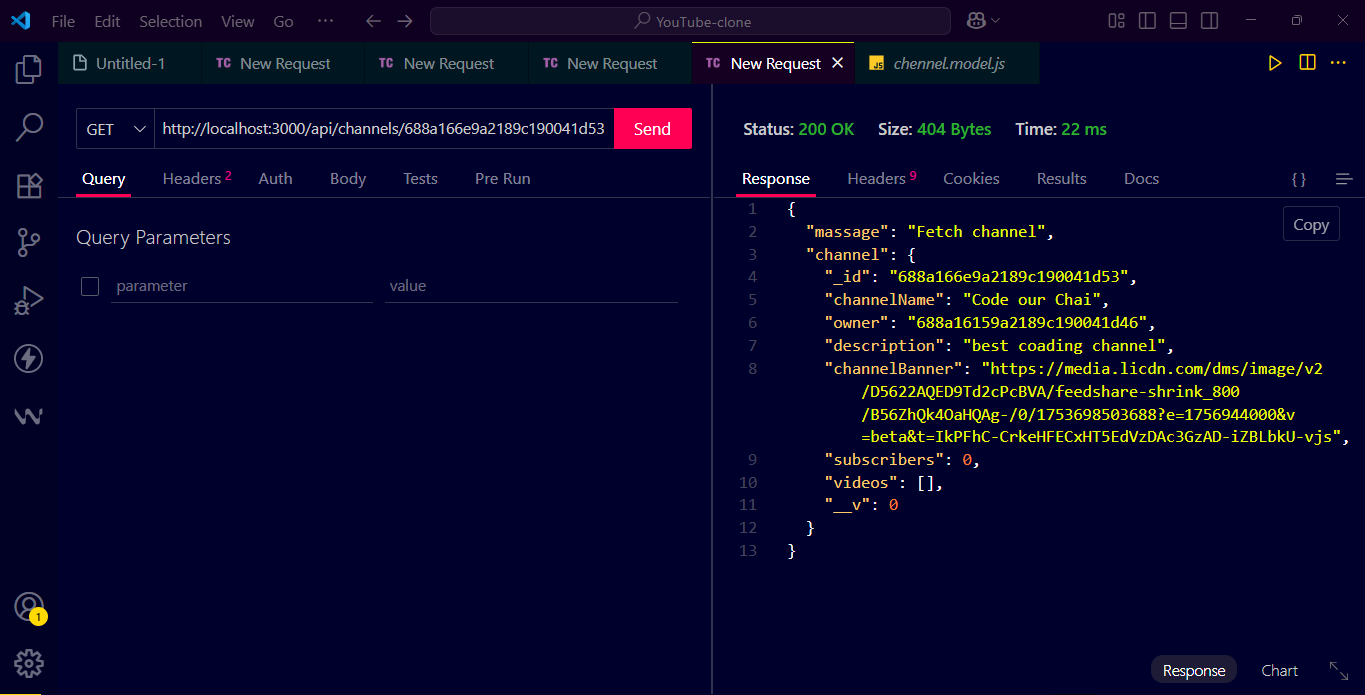 File Edit Selection View Go ··· YouTube-clone
Untitled-1 TC New Request TC New Request TC New Request TC New Request JS chennel.model.js
GET http://localhost:3000/api/channels/688a166e9a2189c190041d53 Send
Status: 200 OK Size: 404 Bytes Time: 22 ms
Query Headers 2 Auth Body Tests Pre Run
Response Headers 9 Cookies Results Docs {}
Query Parameters
parameter value
Copy
1 {
2 "massage": "Fetch channel",
3 "channel": {
4 "_id": "688a166e9a2189c190041d53",
5 "channelName": "Code our Chai",
6 "owner": "688a16159a2189c190041d46",
7 "description": "best coading channel",
8 "channelBanner": "https://media.licdn.com/dms/image/v2
/D5622AQED9Td2cPcBVA/feedshare-shrink_800
/B56ZhQk4OaHQAg-/0/1753698503688?e=1756944000&v
=beta&t=IkPFhC-CrkeHFECxHT5EdVzDAc3GzAD-iZBLbkU-vjs",
9 "subscribers": 0,
10 "videos": [],
11 "__v": 0
12 }
13 }
1
Response Chart